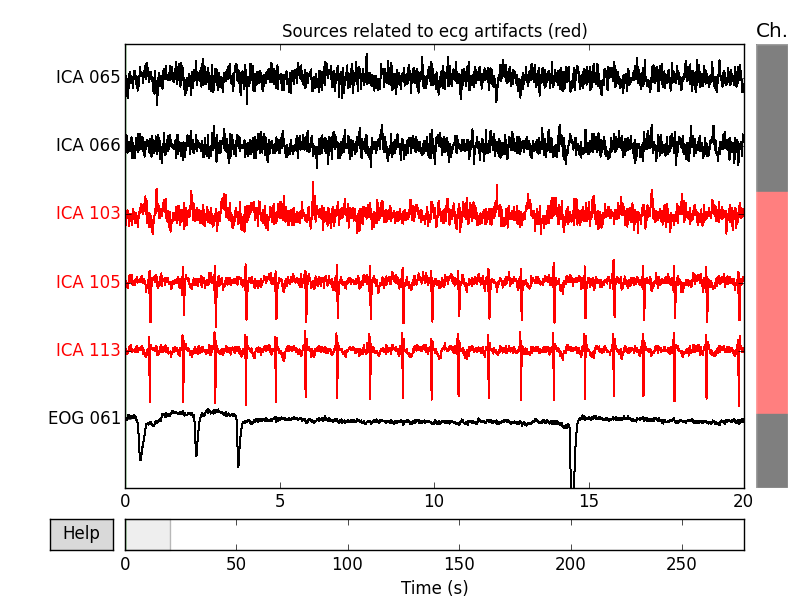 Sources related to ecg artifacts (red)
Ch.
ICA 065
ICA 066
ICA 103
ICA 105
ICA 113
EOG 061
0 5 10 15 20
Help
0 50 100 150 200 250
Time (s)